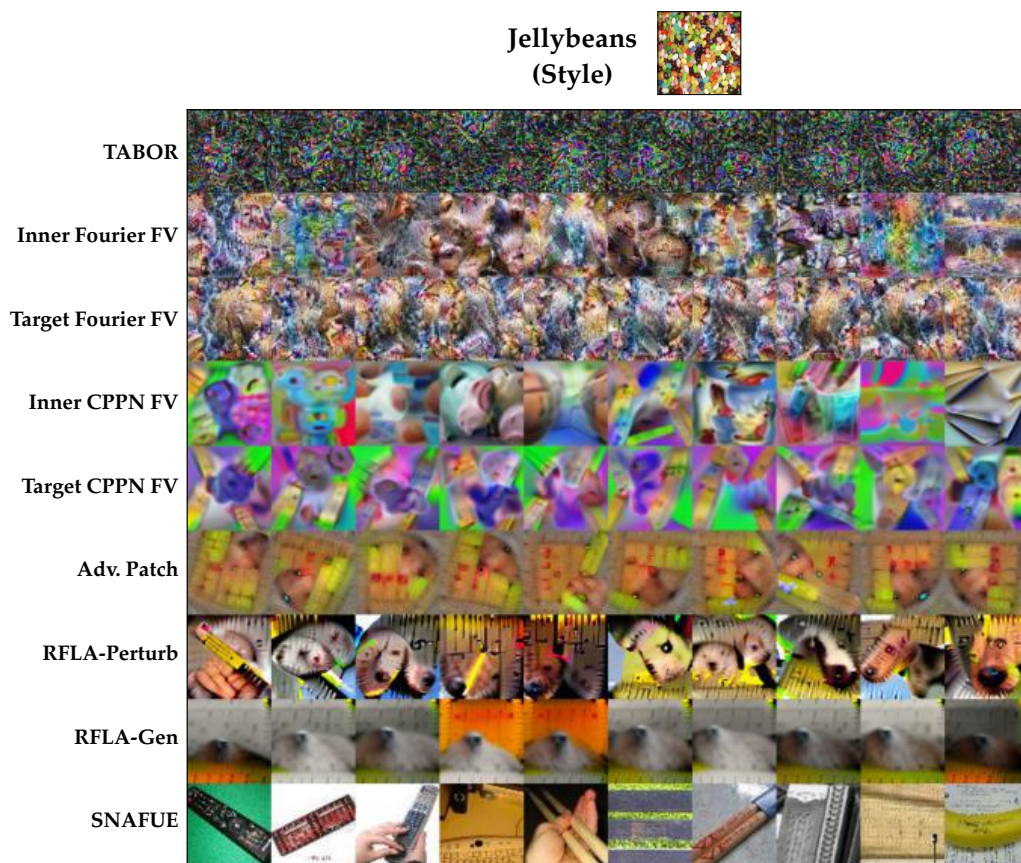 Jellybeans
(Style)
TABOR
Inner Fourier FV
Target Fourier FV
Inner CPPN FV
Target CPPN FV
Adv. Patch
RFLA-Perturb
RFLA-Gen
SNAFUE